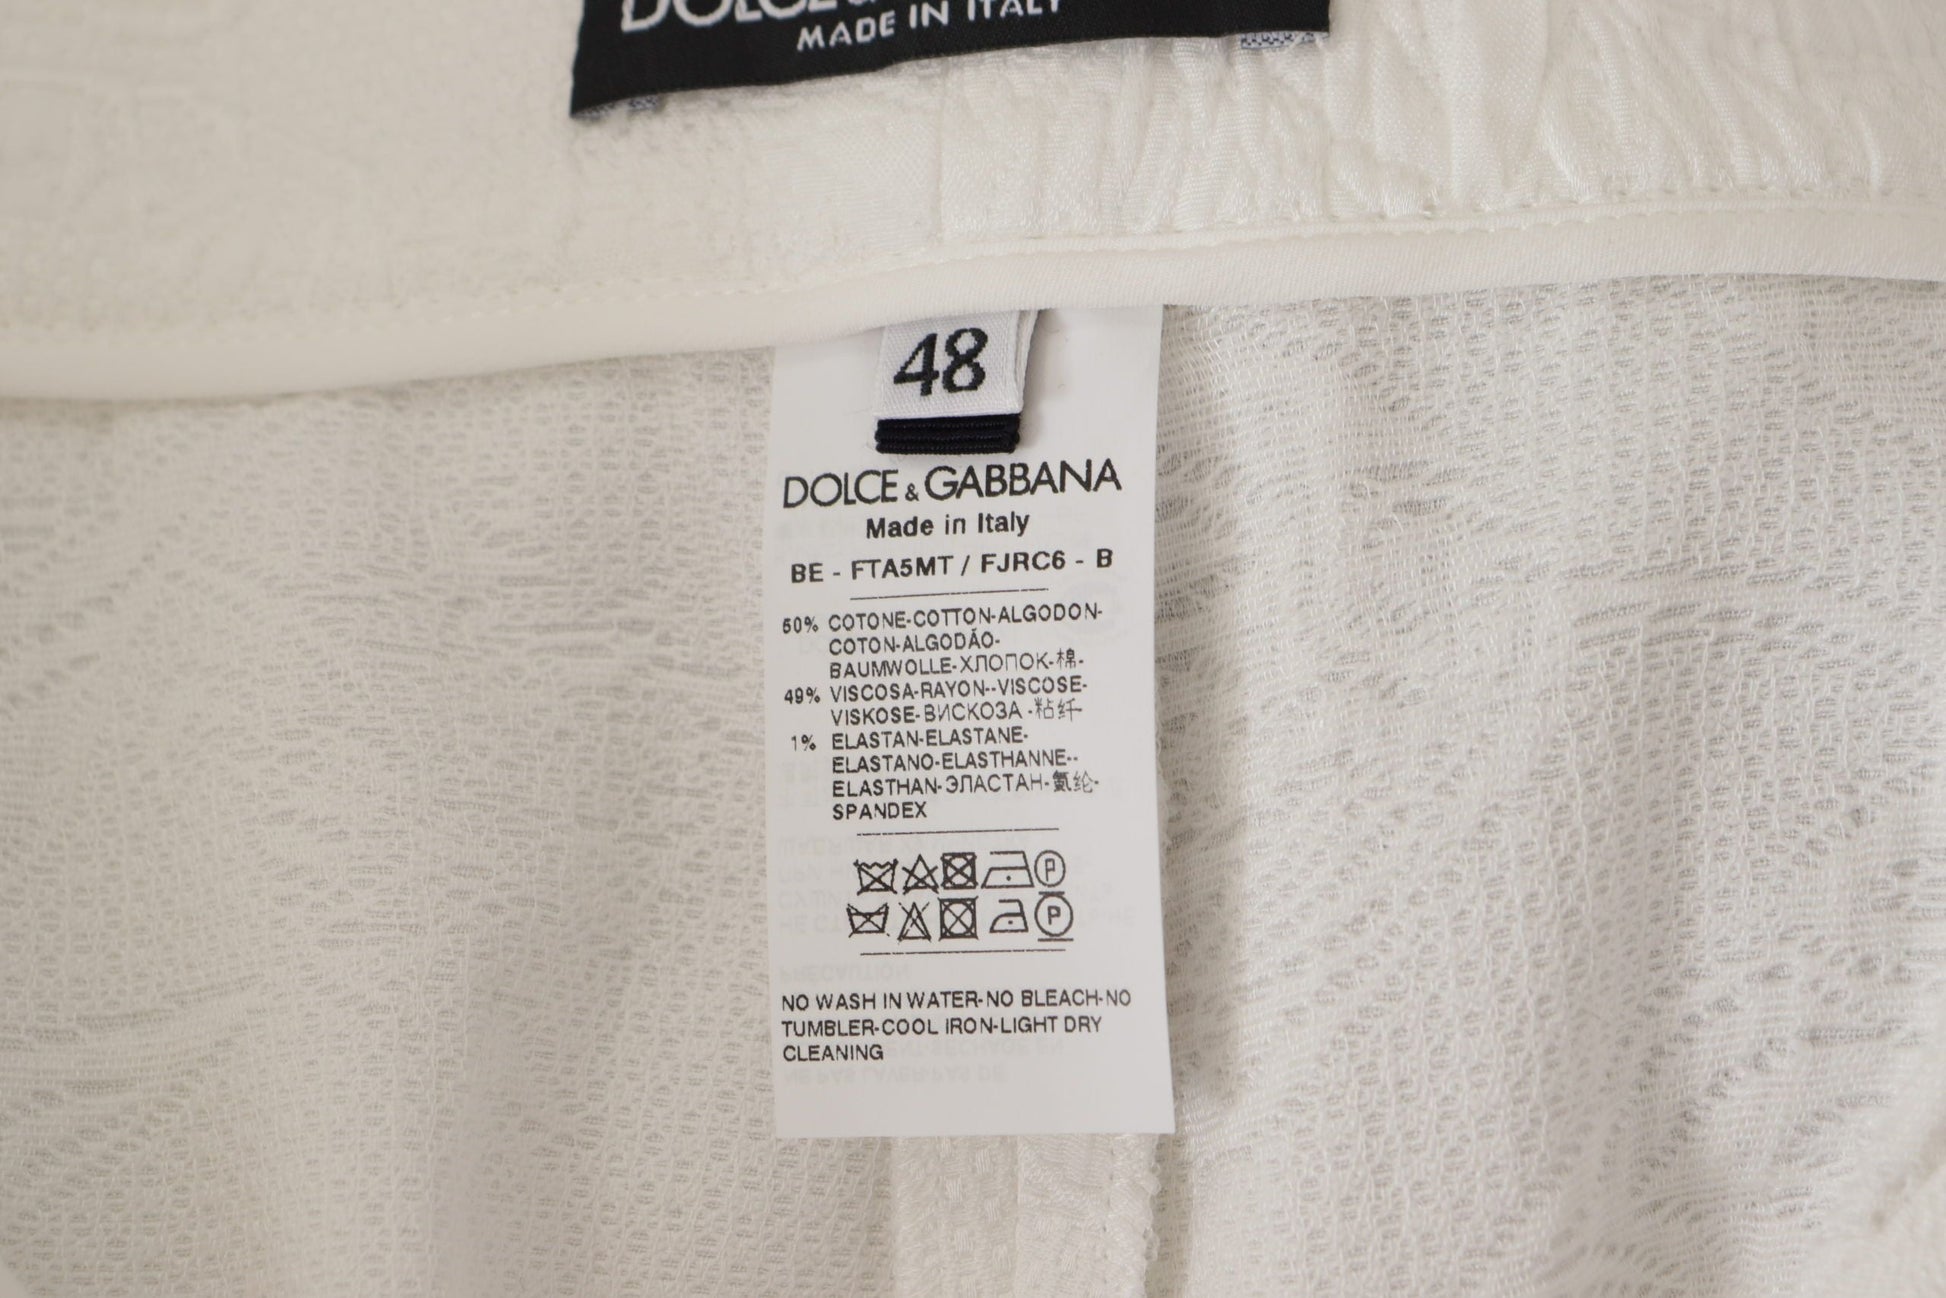 DOLCE&
MADE IN ITALY
48
DOLCE & GABBANA
Made in Italy
BE - FTA5MT / FJRC6 - B
50% COTONE-COTTON-ALGODON-
COTON-ALGODÃO-
BAUMWOLLE-ХЛОПОК-棉-
49% VISCOSA-RAYON--VISCOSE-
VISKOSE-ВИСКОЗА -粘纤-
1% ELASTAN-ELASTANE-
ELASTANO-ELASTHANNE--
ELASTHAN-ЭЛАСТАН-氨纶-
SPANDEX
P
P
NO WASH IN WATER-NO BLEACH-NO
TUMBLER-COOL IRON-LIGHT DRY
CLEANING